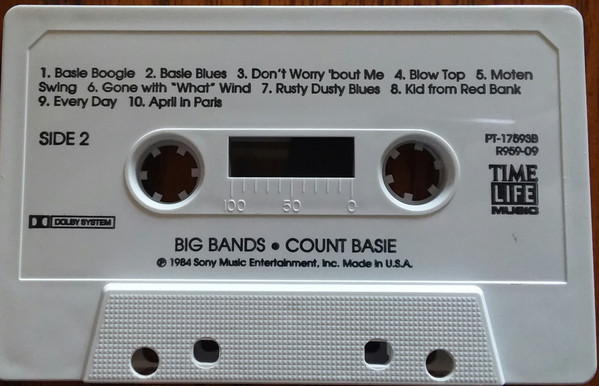 1. Basie Boogie 2. Basie Blues 3. Don't Worry 'bout Me 4. Blow Top 5. Moten
Swing 6. Gone with "What" Wind 7. Rusty Dusty Blues 8. Kid from Red Bank
9. Every Day 10. April in Paris
SIDE 2
PT-17593B
R959-09
TIME
LIFE
MUSIC
100 50 0
DOLBY SYSTEM
BIG BANDS • COUNT BASIE
℗ 1984 Sony Music Entertainment, Inc. Made in U.S.A.